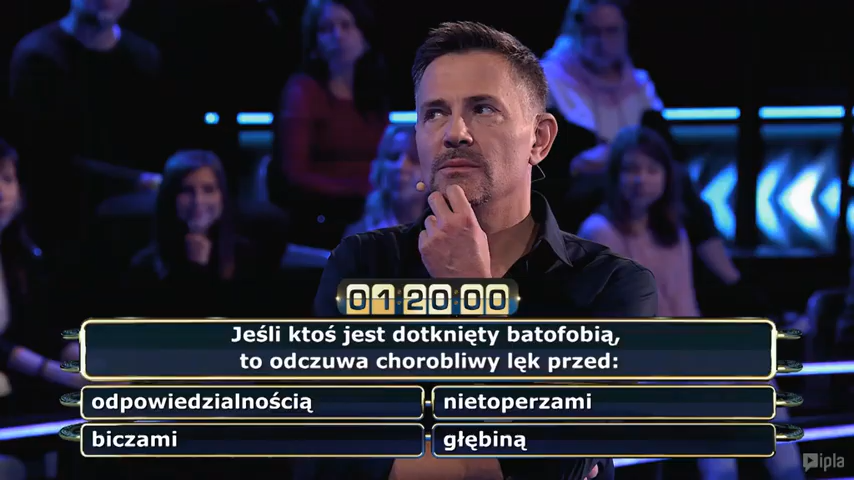 01 20 00
Jeśli ktoś jest dotknięty batofobią,
to odczuwa chorobliwy lęk przed:
odpowiedzialnością
nietoperzami
biczami
głębiną
ipla